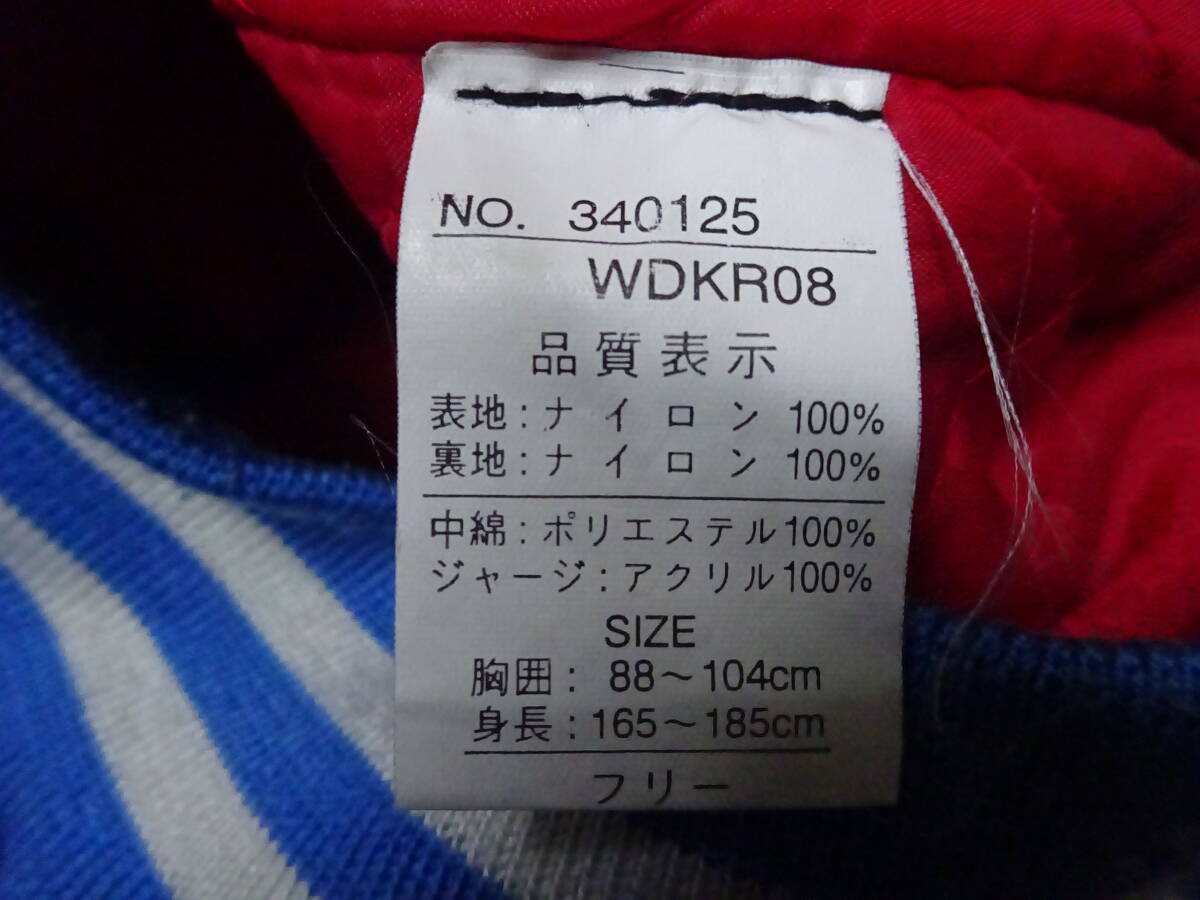 NO. 340125
WDKR08
品質表示
表地:ナイロン 100%
裏地:ナイロン 100%
中綿:ポリエステル100%
ジャージ:アクリル100%
SIZE
胸囲: 88～104cm
身長:165～185cm
フリー